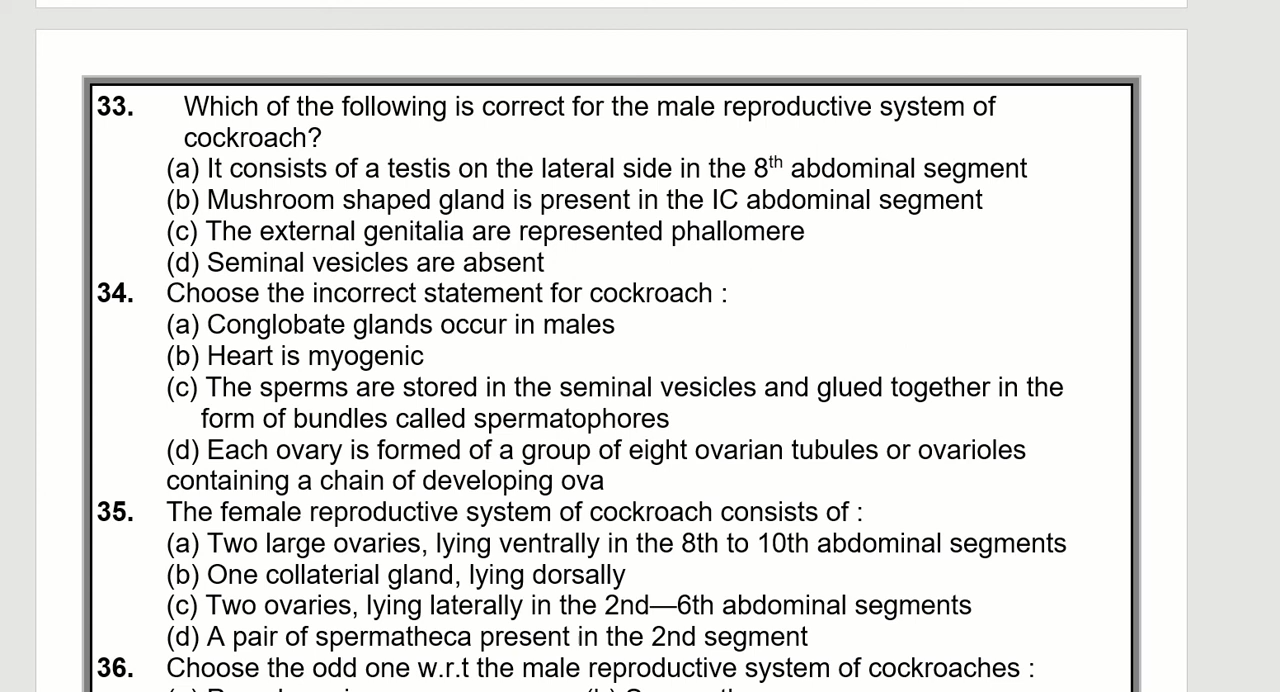 33. Which of the following is correct for the male reproductive system of
cockroach?
(a) It consists of a testis on the lateral side in the 8th abdominal segment
(b) Mushroom shaped gland is present in the IC abdominal segment
(c) The external genitalia are represented phallomere
(d) Seminal vesicles are absent
34. Choose the incorrect statement for cockroach :
(a) Conglobate glands occur in males
(b) Heart is myogenic
(c) The sperms are stored in the seminal vesicles and glued together in the
form of bundles called spermatophores
(d) Each ovary is formed of a group of eight ovarian tubules or ovarioles
containing a chain of developing ova
35. The female reproductive system of cockroach consists of :
(a) Two large ovaries, lying ventrally in the 8th to 10th abdominal segments
(b) One collaterial gland, lying dorsally
(c) Two ovaries, lying laterally in the 2nd—6th abdominal segments
(d) A pair of spermatheca present in the 2nd segment
36. Choose the odd one w.r.t the male reproductive system of cockroaches :